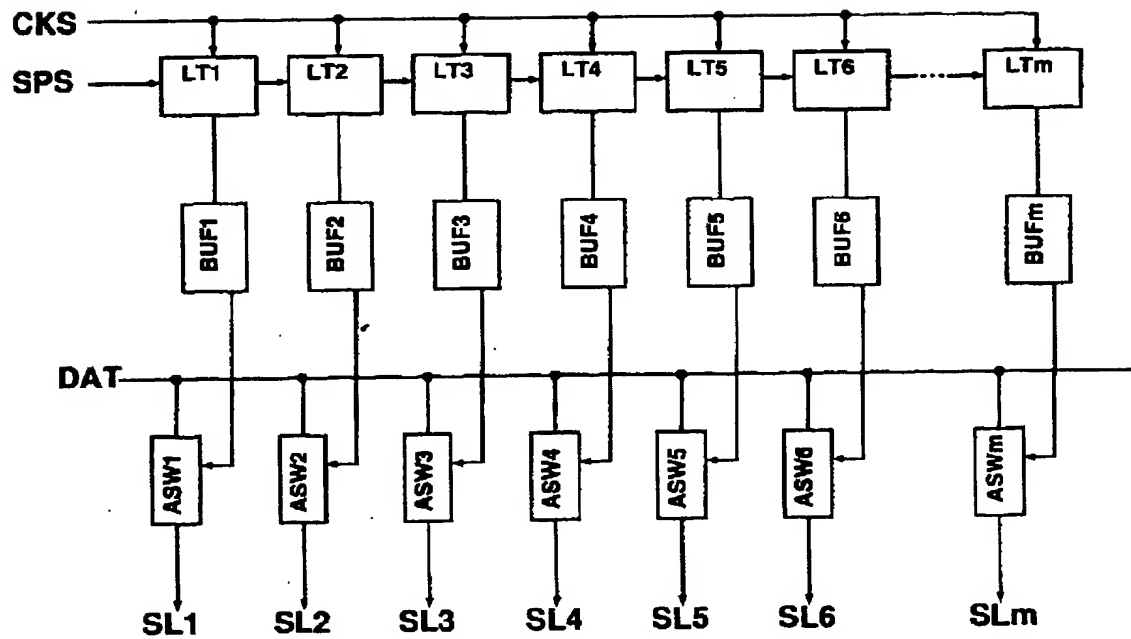 CKS
LT1 LT2 LT3 LT4 LT5 LT6 LTm
SPS
BUF1 BUF2 BUF3 BUF4 BUF5 BUF6 BUFm
DAT
ASW1 ASW2 ASW3 ASW4 ASW5 ASW6 ASWm
SL1 SL2 SL3 SL4 SL5 SL6 SLm